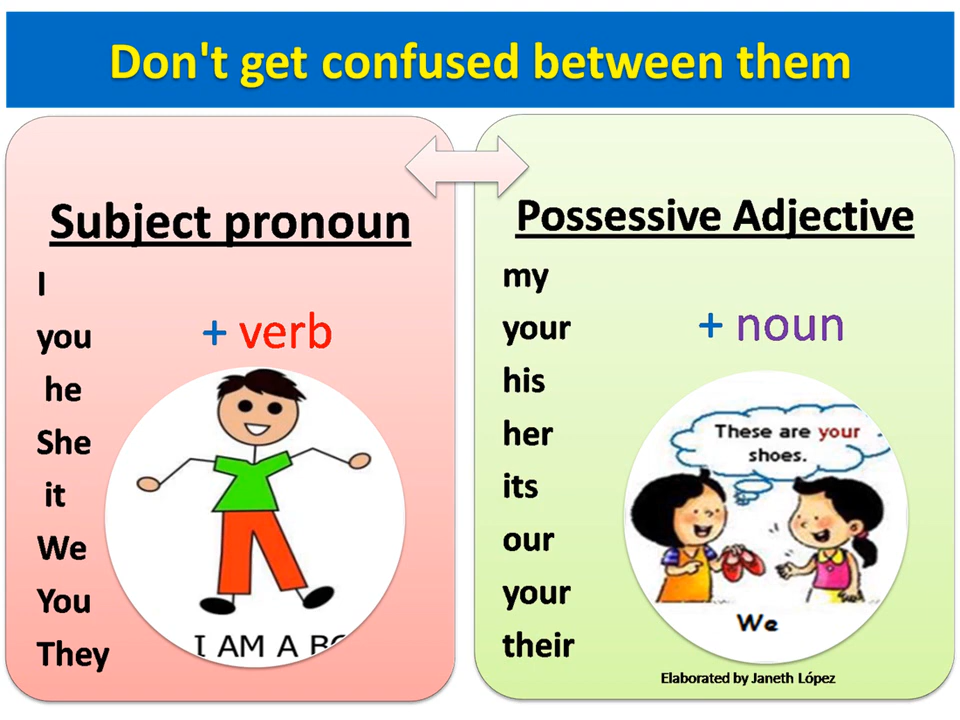 Don't get confused between them
Subject pronoun
I
you
he
She
it
We
You
They
+ verb
I AM A
Possessive Adjective
my
your
his
her
its
our
your
their
+ noun
These are your
shoes.
We
Elaborated by Janeth López